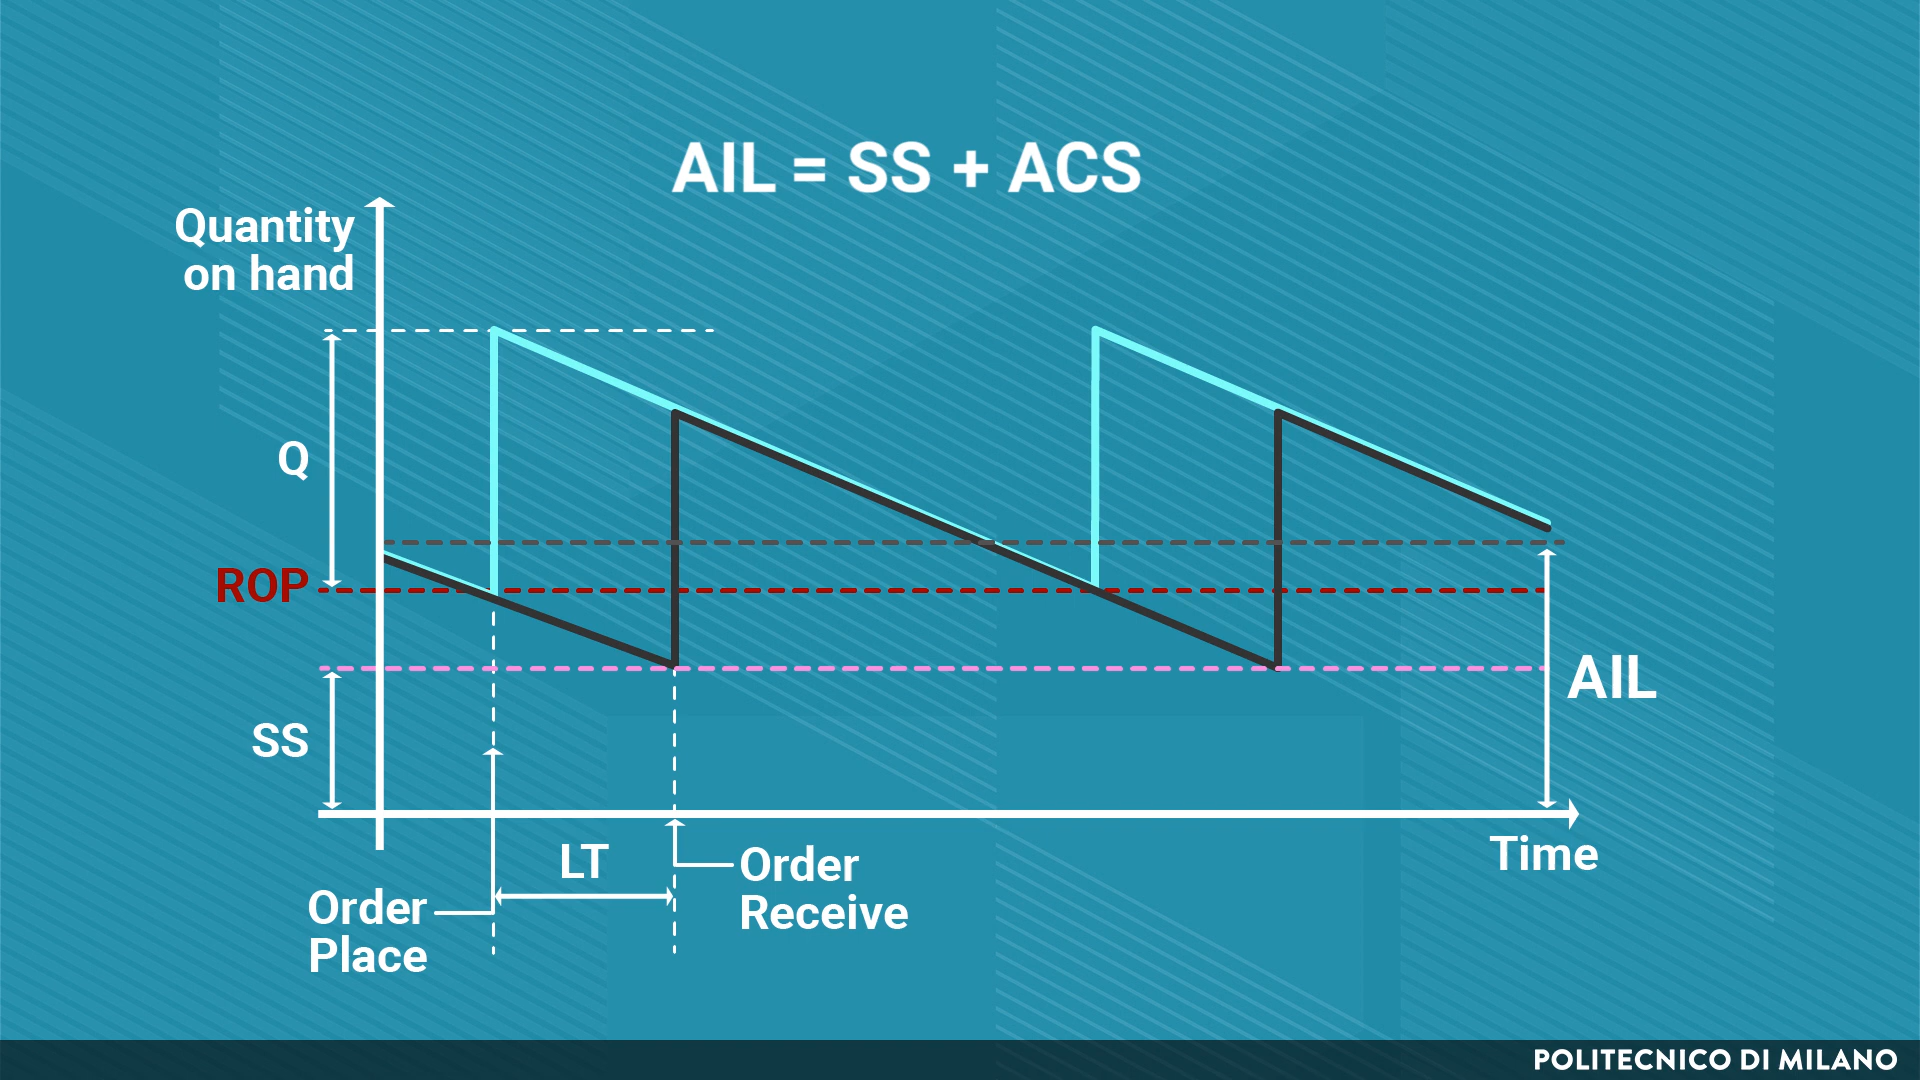 AIL = SS + ACS
Quantity
on hand
Q
ROP
SS
AIL
Time
LT
Order
Receive
Order
Place
POLITECNICO DI MILANO